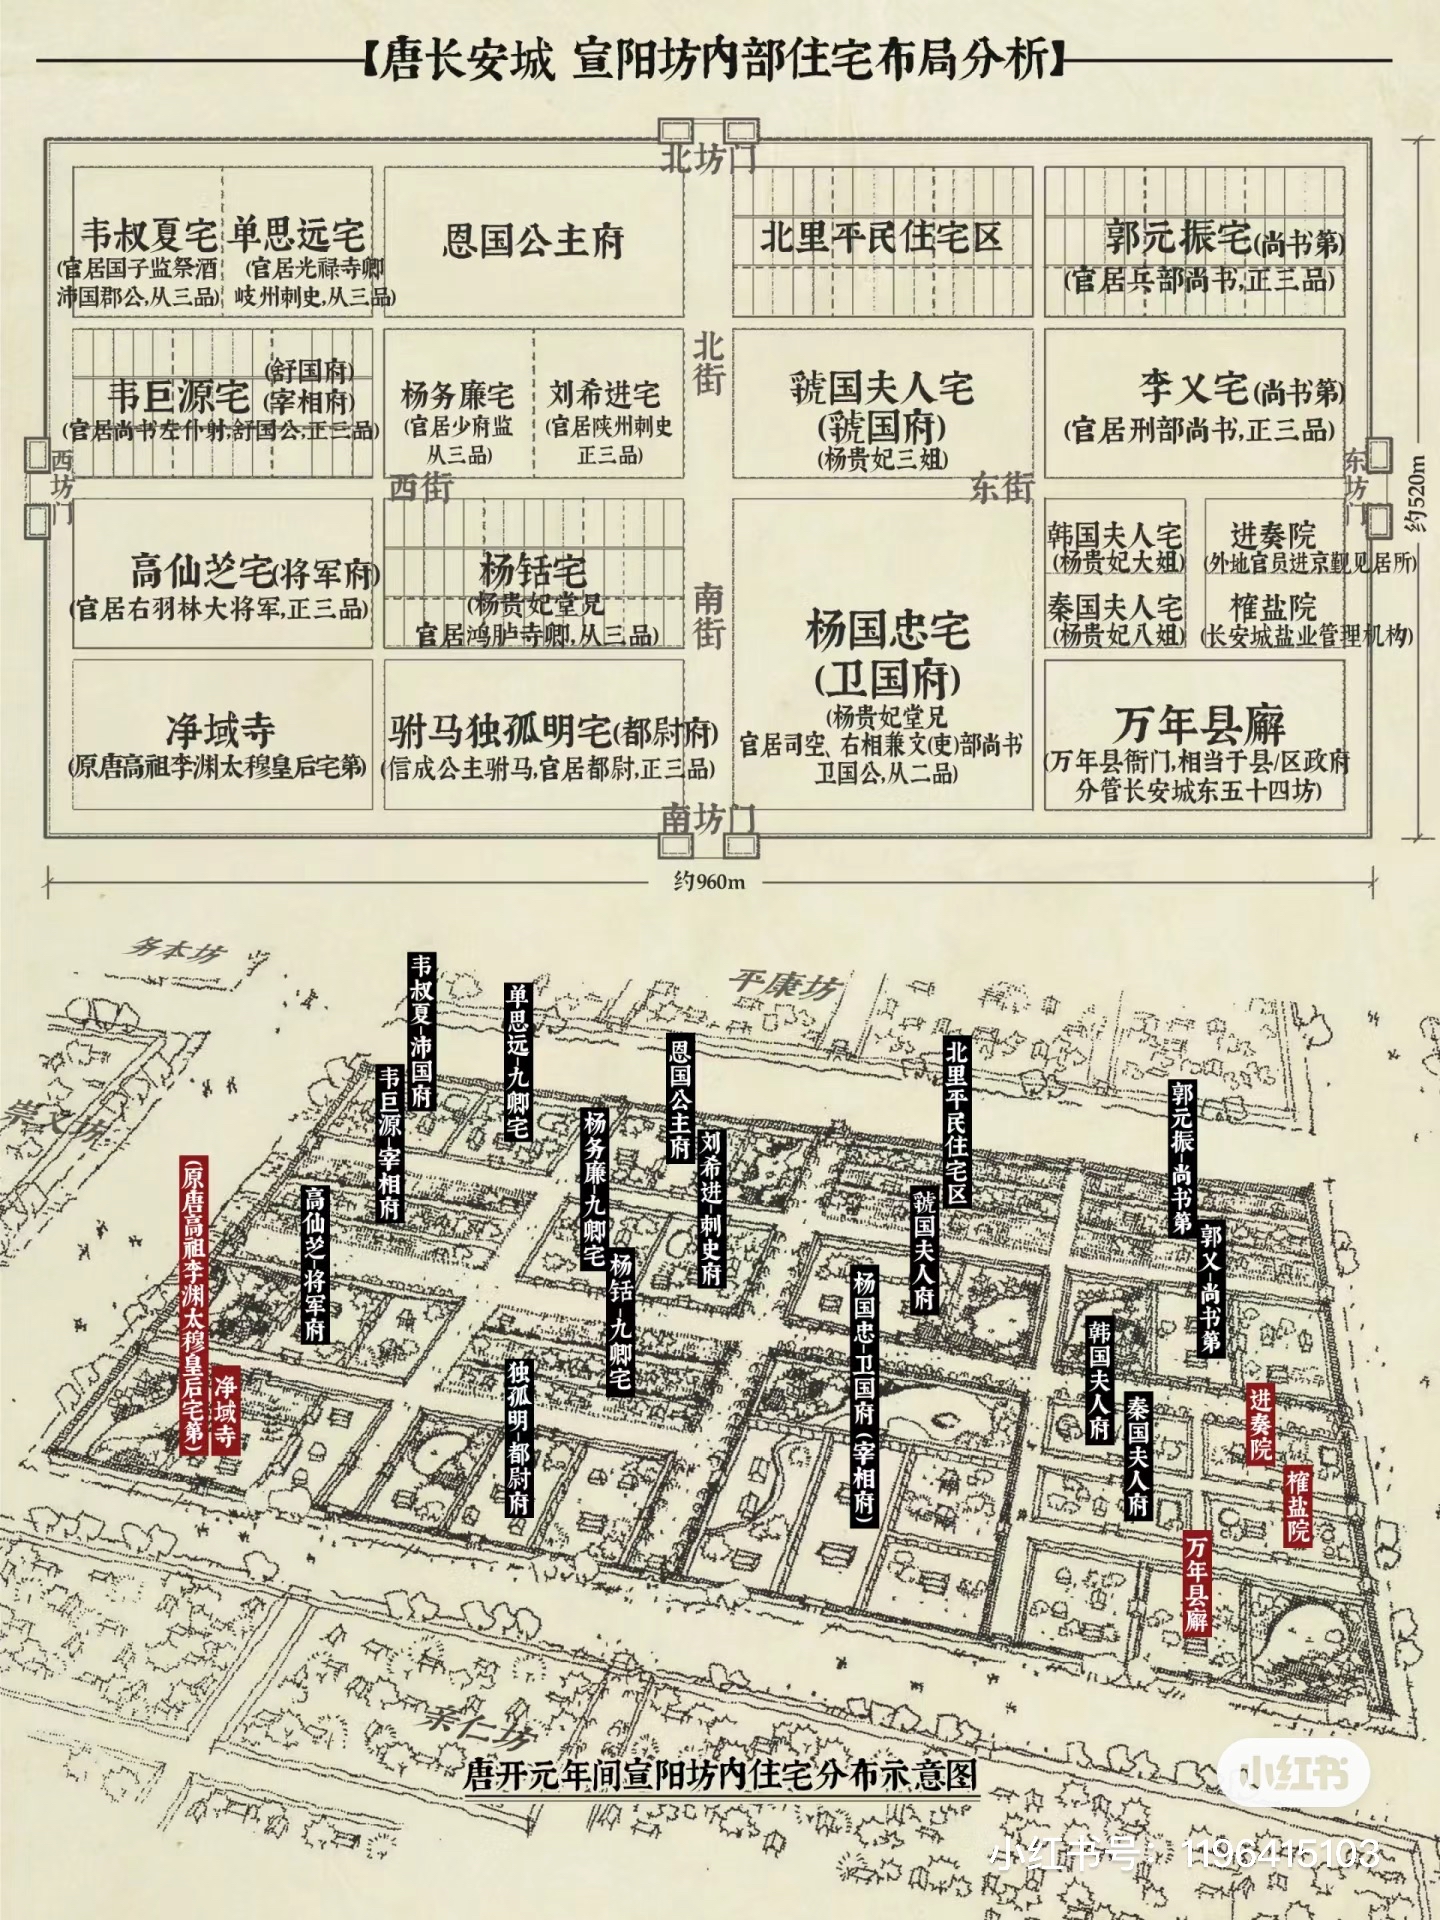 【唐长安城 宣阳坊内部住宅布局分析】
北坊门
韦叔夏宅
(官居国子监祭酒
沛国郡公,从三品)
单思远宅
(官居光禄寺卿
岐州刺史,从三品)
恩国公主府
北里平民住宅区
郭元振宅(尚书第)
(官居兵部尚书,正三品)
韦巨源宅
(舒国府)
(宰相府)
(官居尚书左仆射,舒国公,正三品)
杨务廉宅
(官居少府监
从三品)
刘希进宅
(官居陕州刺史
正三品)
北街
虢国夫人宅
(虢国府)
(杨贵妃三姐)
李乂宅(尚书第)
(官居刑部尚书,正三品)
西坊门
西街
东街
东坊门
约520m
高仙芝宅(将军府)
(官居右羽林大将军,正三品)
杨铦宅
(杨贵妃堂兄
官居鸿胪寺卿,从三品)
南街
杨国忠宅
(卫国府)
(杨贵妃堂兄
官居司空、右相兼文(吏)部尚书
卫国公,从二品)
韩国夫人宅
(杨贵妃大姐)
进奏院
(外地官员进京觐见居所)
秦国夫人宅
(杨贵妃八姐)
榷盐院
(长安城盐业管理机构)
净域寺
(原唐高祖李渊太穆皇后宅第)
驸马独孤明宅(都尉府)
(信成公主驸马,官居都尉,正三品)
万年县廨
(万年县衙门,相当于县/区政府
分管长安城东五十四坊)
南坊门
约960m
务本坊
平康坊
崇义坊
亲仁坊
韦叔夏-沛国府
单思远-九卿宅
恩国公主府
北里平民住宅区
郭元振-尚书第
韦巨源-宰相府
杨务廉-九卿宅
刘希进-刺史府
虢国夫人府
郭乂-尚书第
(原唐高祖李渊太穆皇后宅第)
净域寺
高仙芝-将军府
杨铦-九卿宅
杨国忠-卫国府(宰相府)
韩国夫人府
秦国夫人府
独孤明-都尉府
进奏院
榷盐院
万年县廨
唐开元年间宣阳坊内住宅分布示意图
小红书
小红书号：1196415103